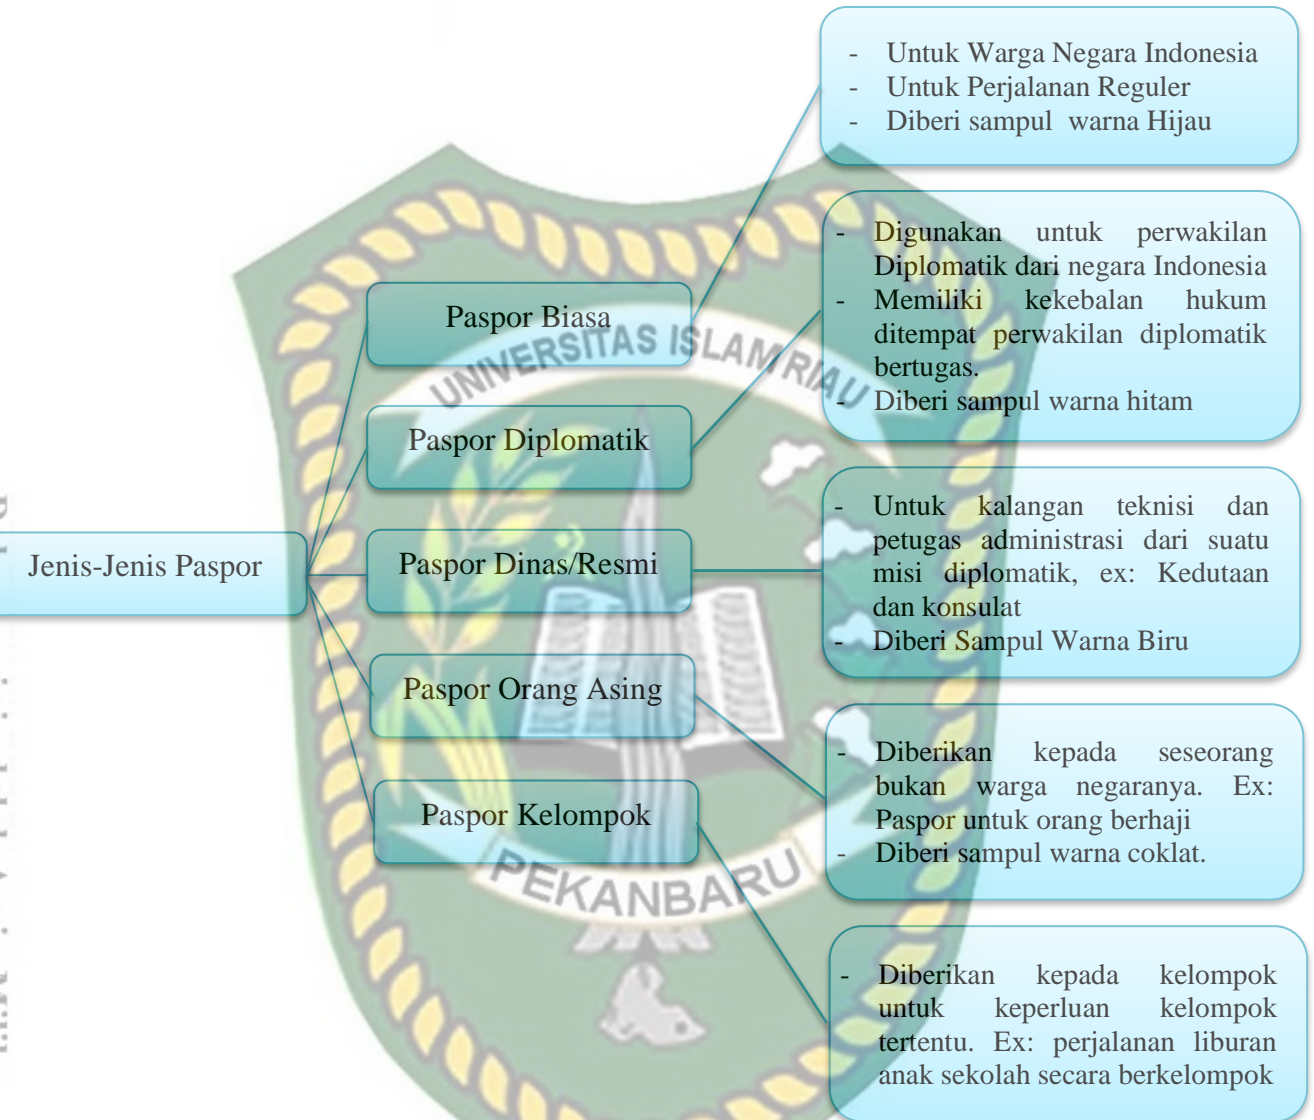 Jenis-Jenis Paspor
Paspor Biasa
- Untuk Warga Negara Indonesia
- Untuk Perjalanan Reguler
- Diberi sampul warna Hijau
Paspor Diplomatik
- Digunakan untuk perwakilan
Diplomatik dari negara Indonesia
- Memiliki kekebalan hukum
ditempat perwakilan diplomatik
bertugas.
- Diberi sampul warna hitam
Paspor Dinas/Resmi
- Untuk kalangan teknisi dan
petugas administrasi dari suatu
misi diplomatik, ex: Kedutaan
dan konsulat
- Diberi Sampul Warna Biru
Paspor Orang Asing
- Diberikan kepada seseorang
bukan warga negaranya. Ex:
Paspor untuk orang berhaji
- Diberi sampul warna coklat.
Paspor Kelompok
- Diberikan kepada kelompok
untuk keperluan kelompok
tertentu. Ex: perjalanan liburan
anak sekolah secara berkelompok
UNIVERSITAS ISLAM RIAU
PEKANBARU